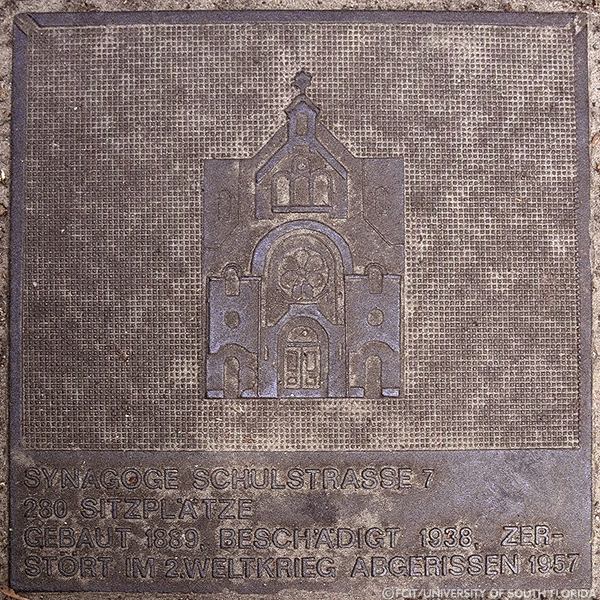 SYNAGOGE SCHULSTRASSE 7
280 SITZPLÄTZE
GEBAUT 1889, BESCHÄDIGT 1938, ZER-
STÖRT IM 2.WELTKRIEG ABGERISSEN 1957
©FCIT/UNIVERSITY OF SOUTH FLORIDA